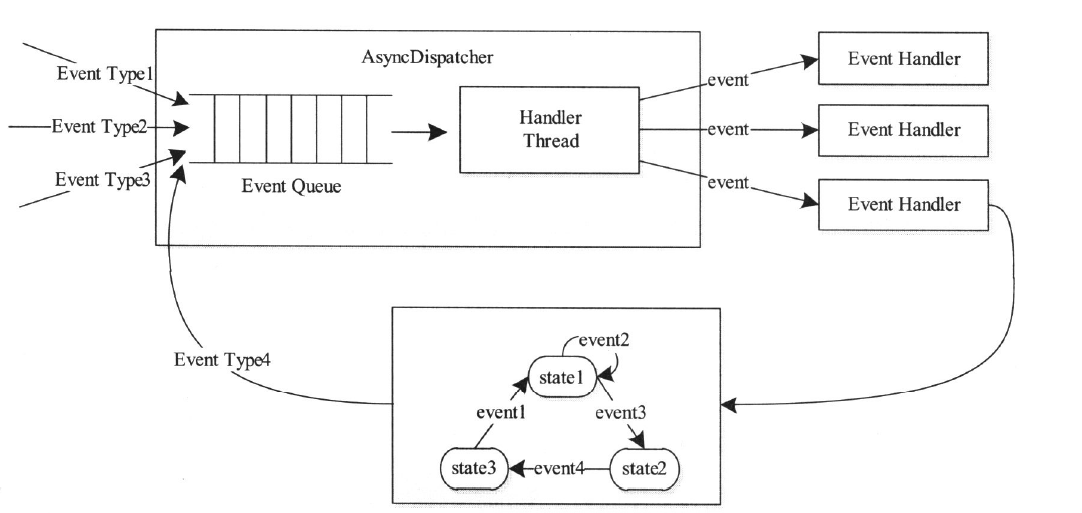 AsyncDispatcher
Event Type1
Event Type2
Event Type3
Event Queue
Handler
Thread
event
event
event
Event Handler
Event Handler
Event Handler
Event Type4
event2
state1
event1
event3
state3
event4
state2